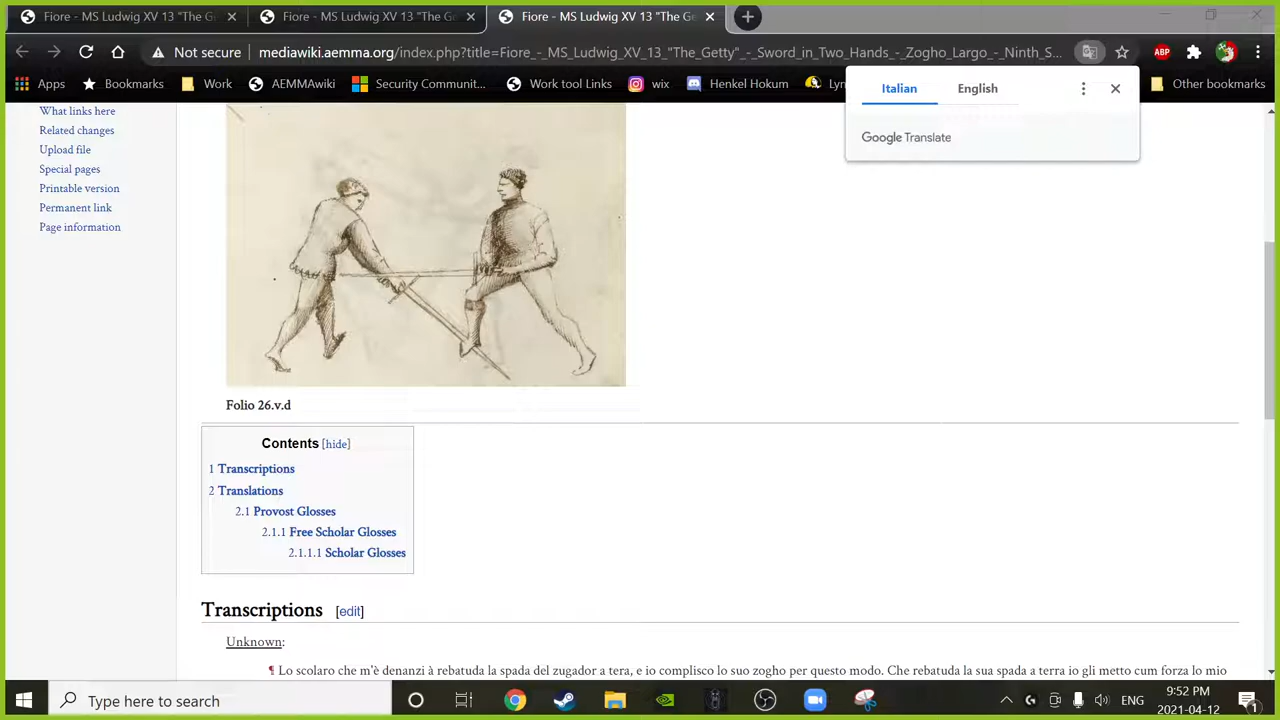 Fiore - MS Ludwig XV 13 "The G
Fiore - MS Ludwig XV 13 "The G
Fiore - MS Ludwig XV 13 "The Ge
Not secure
mediawiki.aemma.org/index.php?title=Fiore_-_MS_Ludwig_XV_13_"The_Getty"_-_Sword_in_Two_Hands_-_Zogho_Largo_-_Ninth_S...
ABP
Apps
Bookmarks
Work
AEMMAwiki
Security Communit...
Work tool Links
wix
Henkel Hokum
Lyn
Other bookmarks
Italian
English
Google Translate
What links here
Related changes
Upload file
Special pages
Printable version
Permanent link
Page information
Folio 26.v.d
Contents [hide]
1 Transcriptions
2 Translations
2.1 Provost Glosses
2.1.1 Free Scholar Glosses
2.1.1.1 Scholar Glosses
Transcriptions [edit]
Unknown:
¶ Lo scolaro che m'è denanzi à rebatuda la spada del zugador a tera, e io complisco lo suo zogho per questo modo. Che rebatuda la sua spada a terra io gli metto cum forza lo mio
Type here to search
ENG
9:52 PM
2021-04-12
1